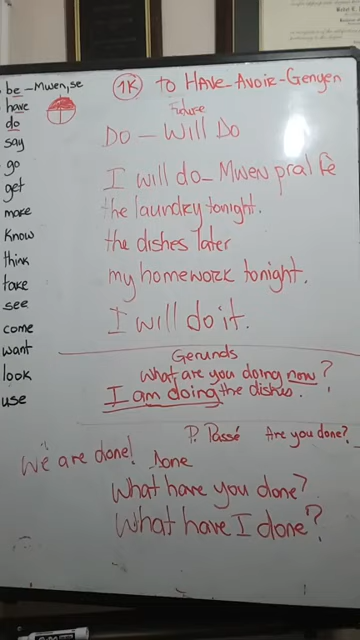 be - Mwen, se
have
do
say
go
get
make
know
think
take
see
come
want
look
use
1K TO HAVE-AVOIR-Genyen
Future
DO - WILL DO
I will do - Mwen pral Fè
the laundry tonight.
the dishes later
my homework tonight.
I will do it.
Gerunds
What are you doing now?
I am doing the dishes.
P. Passé Are you done?
We are done! Done
What have you done?
What have I done?